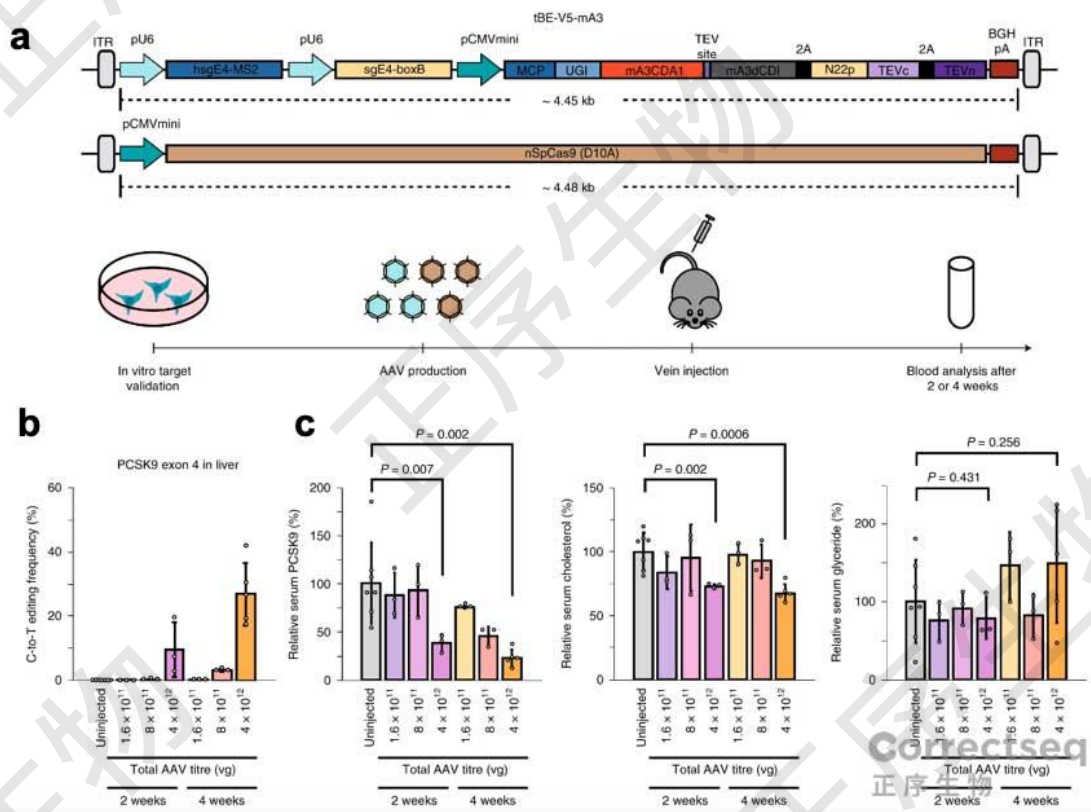 a
tBE-V5-mA3
ITR
pU6
pU6
pCMVmini
TEV
site
2A
2A
BGH
pA
ITR
hsgE4-MS2
sgE4-boxB
MCP
UGI
mA3CDA1
mA3dCDI
N22p
TEVc
TEVn
~ 4.45 kb
pCMVmini
nSpCas9 (D10A)
~ 4.48 kb
In vitro target
validation
AAV production
Vein injection
Blood analysis after
2 or 4 weeks
b
PCSK9 exon 4 in liver
C-to-T editing frequency (%)
60
40
20
0
Uninjected
1.6 × 10¹¹
8 × 10¹¹
4 × 10¹²
1.6 × 10¹¹
8 × 10¹¹
4 × 10¹²
Total AAV titre (vg)
2 weeks
4 weeks
c
P = 0.002
P = 0.007
Relative serum PCSK9 (%)
200
150
100
50
0
Uninjected
1.6 × 10¹¹
8 × 10¹¹
4 × 10¹²
1.6 × 10¹¹
8 × 10¹¹
4 × 10¹²
Total AAV titre (vg)
2 weeks
4 weeks
P = 0.0006
P = 0.002
Relative serum cholesterol (%)
150
100
50
0
Uninjected
1.6 × 10¹¹
8 × 10¹¹
4 × 10¹²
1.6 × 10¹¹
8 × 10¹¹
4 × 10¹²
Total AAV titre (vg)
2 weeks
4 weeks
P = 0.256
P = 0.431
Relative serum glyceride (%)
200
100
0
Uninjected
1.6 × 10¹¹
8 × 10¹¹
4 × 10¹²
1.6 × 10¹¹
8 × 10¹¹
4 × 10¹²
Total AAV titre (vg)
2 weeks
4 weeks
Correctseq
正序生物
正序生物